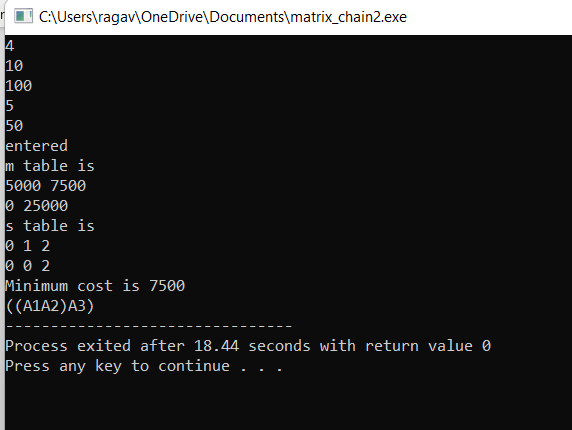 C:\Users\ragav\OneDrive\Documents\matrix_chain2.exe
4
10
100
5
50
entered
m table is
5000 7500
0 25000
s table is
0 1 2
0 0 2
Minimum cost is 7500
((A1A2)A3)
--------------------------------
Process exited after 18.44 seconds with return value 0
Press any key to continue . . .